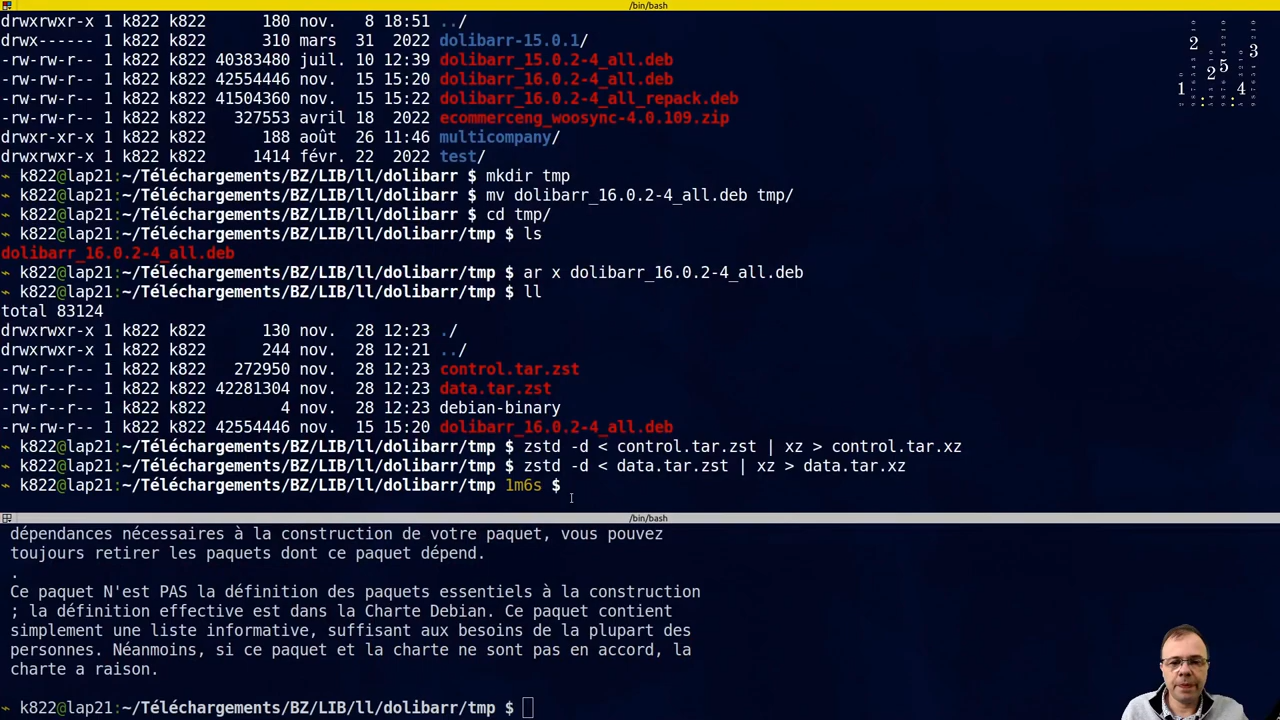 /bin/bash
drwxrwxr-x 1 k822 k822 180 nov. 8 18:51 ../
drwx------ 1 k822 k822 310 mars 31 2022 dolibarr-15.0.1/
-rw-rw-r-- 1 k822 k822 40383480 juil. 10 12:39 dolibarr_15.0.2-4_all.deb
-rw-rw-r-- 1 k822 k822 42554446 nov. 15 15:20 dolibarr_16.0.2-4_all.deb
-rw-rw-r-- 1 k822 k822 41504360 nov. 15 15:22 dolibarr_16.0.2-4_all_repack.deb
-rw-rw-r-- 1 k822 k822 327553 avril 18 2022 ecommerceng_woosync-4.0.109.zip
drwxr-xr-x 1 k822 k822 188 août 26 11:46 multicompany/
drwxrwxr-x 1 k822 k822 1414 févr. 22 2022 test/
~ k822@lap21:~/Téléchargements/BZ/LIB/ll/dolibarr $ mkdir tmp
~ k822@lap21:~/Téléchargements/BZ/LIB/ll/dolibarr $ mv dolibarr_16.0.2-4_all.deb tmp/
~ k822@lap21:~/Téléchargements/BZ/LIB/ll/dolibarr $ cd tmp/
~ k822@lap21:~/Téléchargements/BZ/LIB/ll/dolibarr/tmp $ ls
dolibarr_16.0.2-4_all.deb
~ k822@lap21:~/Téléchargements/BZ/LIB/ll/dolibarr/tmp $ ar x dolibarr_16.0.2-4_all.deb
~ k822@lap21:~/Téléchargements/BZ/LIB/ll/dolibarr/tmp $ ll
total 83124
drwxrwxr-x 1 k822 k822 130 nov. 28 12:23 ./
drwxrwxr-x 1 k822 k822 244 nov. 28 12:21 ../
-rw-r--r-- 1 k822 k822 272950 nov. 28 12:23 control.tar.zst
-rw-r--r-- 1 k822 k822 42281304 nov. 28 12:23 data.tar.zst
-rw-r--r-- 1 k822 k822 4 nov. 28 12:23 debian-binary
-rw-rw-r-- 1 k822 k822 42554446 nov. 15 15:20 dolibarr_16.0.2-4_all.deb
~ k822@lap21:~/Téléchargements/BZ/LIB/ll/dolibarr/tmp $ zstd -d < control.tar.zst | xz > control.tar.xz
~ k822@lap21:~/Téléchargements/BZ/LIB/ll/dolibarr/tmp $ zstd -d < data.tar.zst | xz > data.tar.xz
~ k822@lap21:~/Téléchargements/BZ/LIB/ll/dolibarr/tmp 1m6s $
/bin/bash
dépendances nécessaires à la construction de votre paquet, vous pouvez
toujours retirer les paquets dont ce paquet dépend.
.
Ce paquet N'est PAS la définition des paquets essentiels à la construction
; la définition effective est dans la Charte Debian. Ce paquet contient
simplement une liste informative, suffisant aux besoins de la plupart des
personnes. Néanmoins, si ce paquet et la charte ne sont pas en accord, la
charte a raison.
~ k822@lap21:~/Téléchargements/BZ/LIB/ll/dolibarr/tmp $